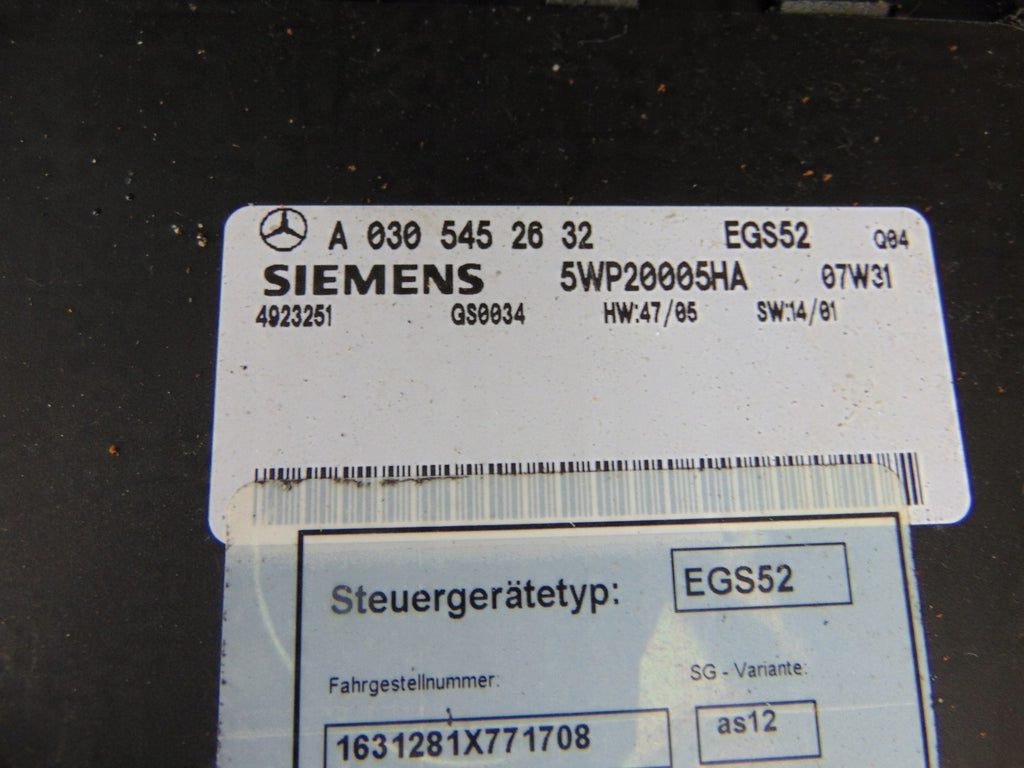 A 030 545 26 32 EGS52 Q04
SIEMENS 5WP20005HA 07W31
4923251 QS0034 HW:47/05 SW:14/01
Steuergerätetyp: EGS52
Fahrgestellnummer: SG - Variante:
1631281X771708 as12